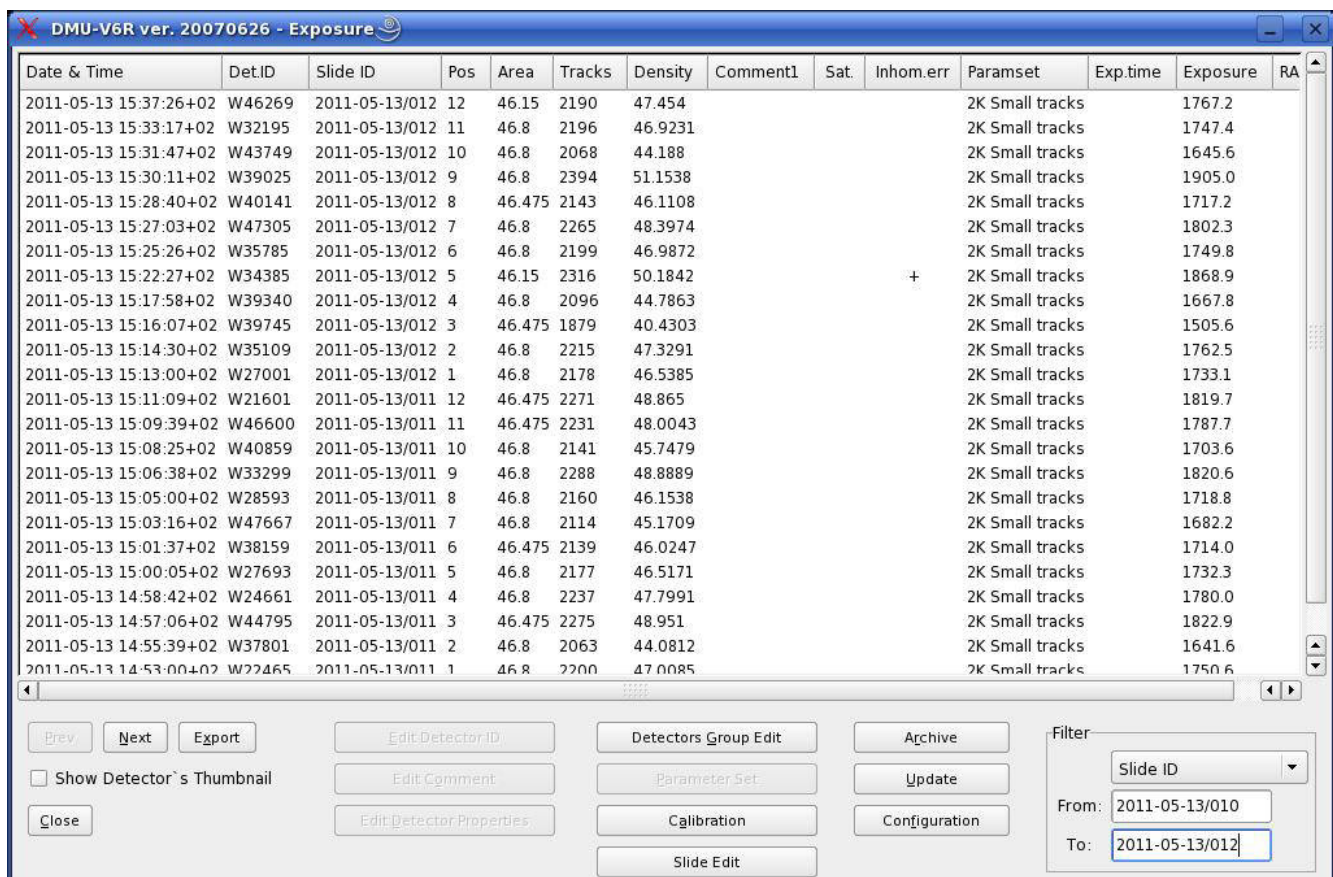 DMU-V6R ver. 20070626 - Exposure
Date & Time Det.ID Slide ID Pos Area Tracks Density Comment1 Sat. Inhom.err Paramset Exp.time Exposure RA
2011-05-13 15:37:26+02 W46269 2011-05-13/012 12 46.15 2190 47.454 2K Small tracks 1767.2
2011-05-13 15:33:17+02 W32195 2011-05-13/012 11 46.8 2196 46.9231 2K Small tracks 1747.4
2011-05-13 15:31:47+02 W43749 2011-05-13/012 10 46.8 2068 44.188 2K Small tracks 1645.6
2011-05-13 15:30:11+02 W39025 2011-05-13/012 9 46.8 2394 51.1538 2K Small tracks 1905.0
2011-05-13 15:28:40+02 W40141 2011-05-13/012 8 46.475 2143 46.1108 2K Small tracks 1717.2
2011-05-13 15:27:03+02 W47305 2011-05-13/012 7 46.8 2265 48.3974 2K Small tracks 1802.3
2011-05-13 15:25:26+02 W35785 2011-05-13/012 6 46.8 2199 46.9872 2K Small tracks 1749.8
2011-05-13 15:22:27+02 W34385 2011-05-13/012 5 46.15 2316 50.1842 + 2K Small tracks 1868.9
2011-05-13 15:17:58+02 W39340 2011-05-13/012 4 46.8 2096 44.7863 2K Small tracks 1667.8
2011-05-13 15:16:07+02 W39745 2011-05-13/012 3 46.475 1879 40.4303 2K Small tracks 1505.6
2011-05-13 15:14:30+02 W35109 2011-05-13/012 2 46.8 2215 47.3291 2K Small tracks 1762.5
2011-05-13 15:13:00+02 W27001 2011-05-13/012 1 46.8 2178 46.5385 2K Small tracks 1733.1
2011-05-13 15:11:09+02 W21601 2011-05-13/011 12 46.475 2271 48.865 2K Small tracks 1819.7
2011-05-13 15:09:39+02 W46600 2011-05-13/011 11 46.475 2231 48.0043 2K Small tracks 1787.7
2011-05-13 15:08:25+02 W40859 2011-05-13/011 10 46.8 2141 45.7479 2K Small tracks 1703.6
2011-05-13 15:06:38+02 W33299 2011-05-13/011 9 46.8 2288 48.8889 2K Small tracks 1820.6
2011-05-13 15:05:00+02 W28593 2011-05-13/011 8 46.8 2160 46.1538 2K Small tracks 1718.8
2011-05-13 15:03:16+02 W47667 2011-05-13/011 7 46.8 2114 45.1709 2K Small tracks 1682.2
2011-05-13 15:01:37+02 W38159 2011-05-13/011 6 46.475 2139 46.0247 2K Small tracks 1714.0
2011-05-13 15:00:05+02 W27693 2011-05-13/011 5 46.8 2177 46.5171 2K Small tracks 1732.3
2011-05-13 14:58:42+02 W24661 2011-05-13/011 4 46.8 2237 47.7991 2K Small tracks 1780.0
2011-05-13 14:57:06+02 W44795 2011-05-13/011 3 46.475 2275 48.951 2K Small tracks 1822.9
2011-05-13 14:55:39+02 W37801 2011-05-13/011 2 46.8 2063 44.0812 2K Small tracks 1641.6
2011-05-13 14:53:00+02 W22465 2011-05-13/011 1 46.8 2200 47.0085 2K Small tracks 1750.6
Prev Next Export Edit Detector ID Detectors Group Edit Archive Filter
Show Detector`s Thumbnail Edit Comment Parameter Set Update Slide ID
Close Edit Detector Properties Calibration Configuration From: 2011-05-13/010
Slide Edit To: 2011-05-13/012